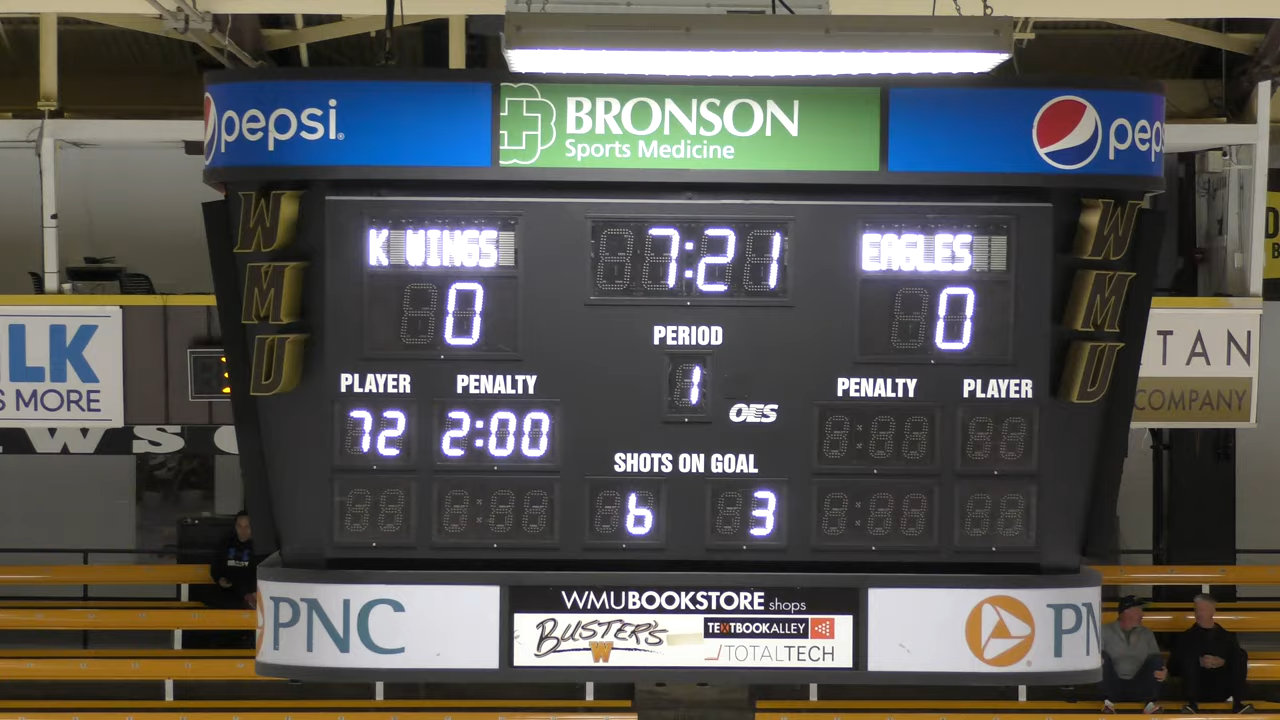 pepsi
BRONSON
Sports Medicine
pepsi
W
M
U
K WINGS
7:21
EAGLES
W
M
U
0
PERIOD
0
1
PLAYER
PENALTY
PENALTY
PLAYER
OES
72
2:00
SHOTS ON GOAL
6
3
LK
S MORE
WS
TAN
COMPANY
PNC
WMUBOOKSTORE shops
BUSTER'S
W
TEXTBOOKALLEY
TOTALTECH
PN